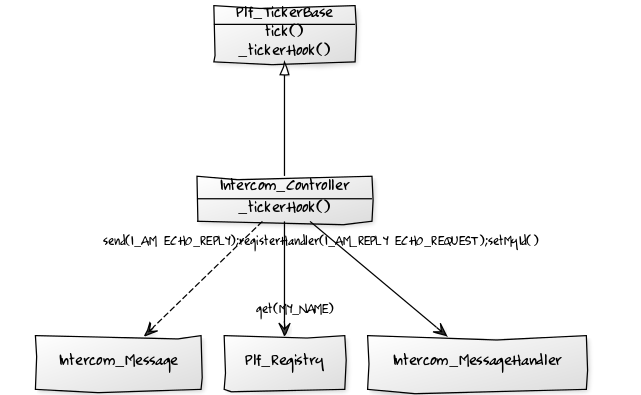 Plf_TickerBase
tick()
_tickerHook()
Intercom_Controller
_tickerHook()
send(I_AM ECHO_REPLY);registerHandler(I_AM_REPLY ECHO_REQUEST);setMyId()
get(MY_NAME)
Intercom_Message
Plf_Registry
Intercom_MessageHandler